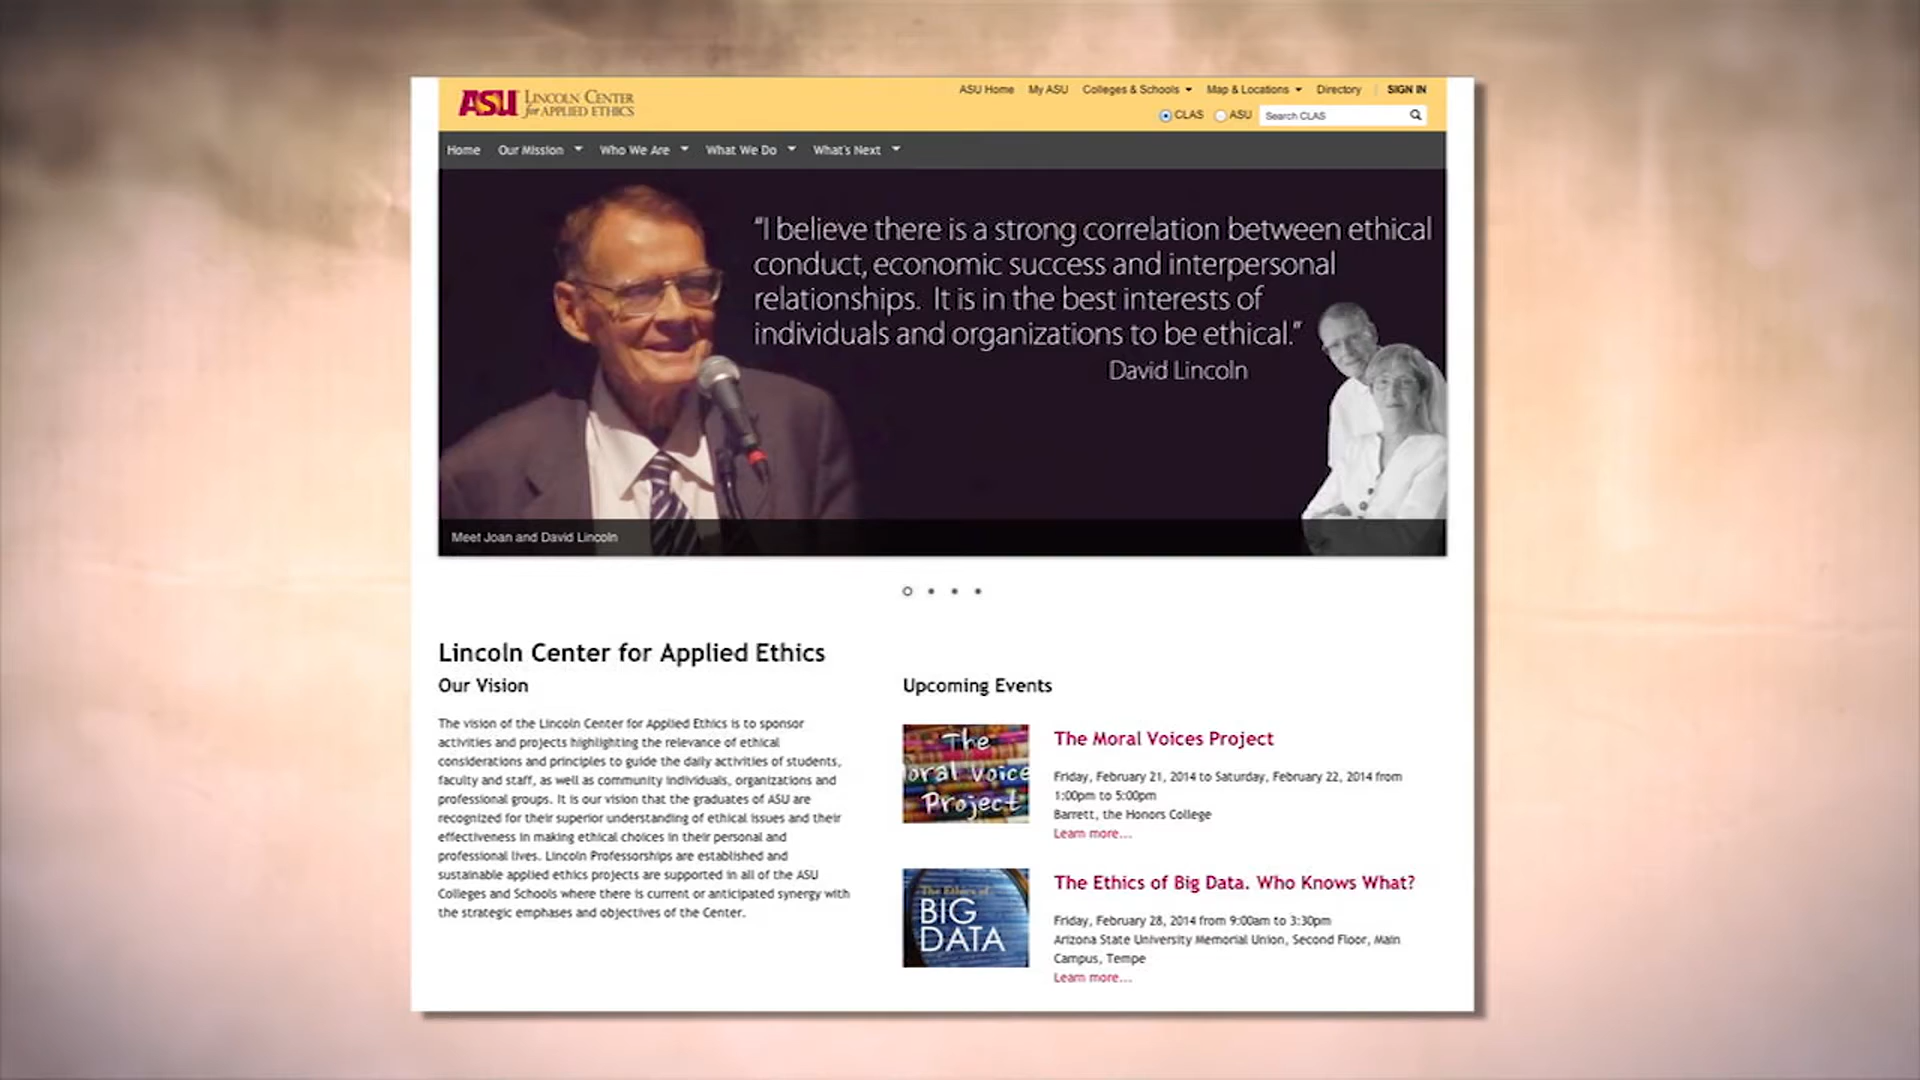 ASU LINCOLN CENTER
for APPLIED ETHICS
ASU Home My ASU Colleges & Schools Map & Locations Directory SIGN IN
CLAS ASU Search CLAS
Home Our Mission Who We Are What We Do What's Next
"I believe there is a strong correlation between ethical
conduct, economic success and interpersonal
relationships. It is in the best interests of
individuals and organizations to be ethical."
David Lincoln
Meet Joan and David Lincoln
Lincoln Center for Applied Ethics
Our Vision
The vision of the Lincoln Center for Applied Ethics is to sponsor
activities and projects highlighting the relevance of ethical
considerations and principles to guide the daily activities of students,
faculty and staff, as well as community individuals, organizations and
professional groups. It is our vision that the graduates of ASU are
recognized for their superior understanding of ethical issues and their
effectiveness in making ethical choices in their personal and
professional lives. Lincoln Professorships are established and
sustainable applied ethics projects are supported in all of the ASU
Colleges and Schools where there is current or anticipated synergy with
the strategic emphases and objectives of the Center.
Upcoming Events
The
oral Voice
Project
The Moral Voices Project
Friday, February 21, 2014 to Saturday, February 22, 2014 from
1:00pm to 5:00pm
Barrett, the Honors College
Learn more...
The Ethics of
BIG
DATA
The Ethics of Big Data. Who Knows What?
Friday, February 28, 2014 from 9:00am to 3:30pm
Arizona State University Memorial Union, Second Floor, Main
Campus, Tempe
Learn more...